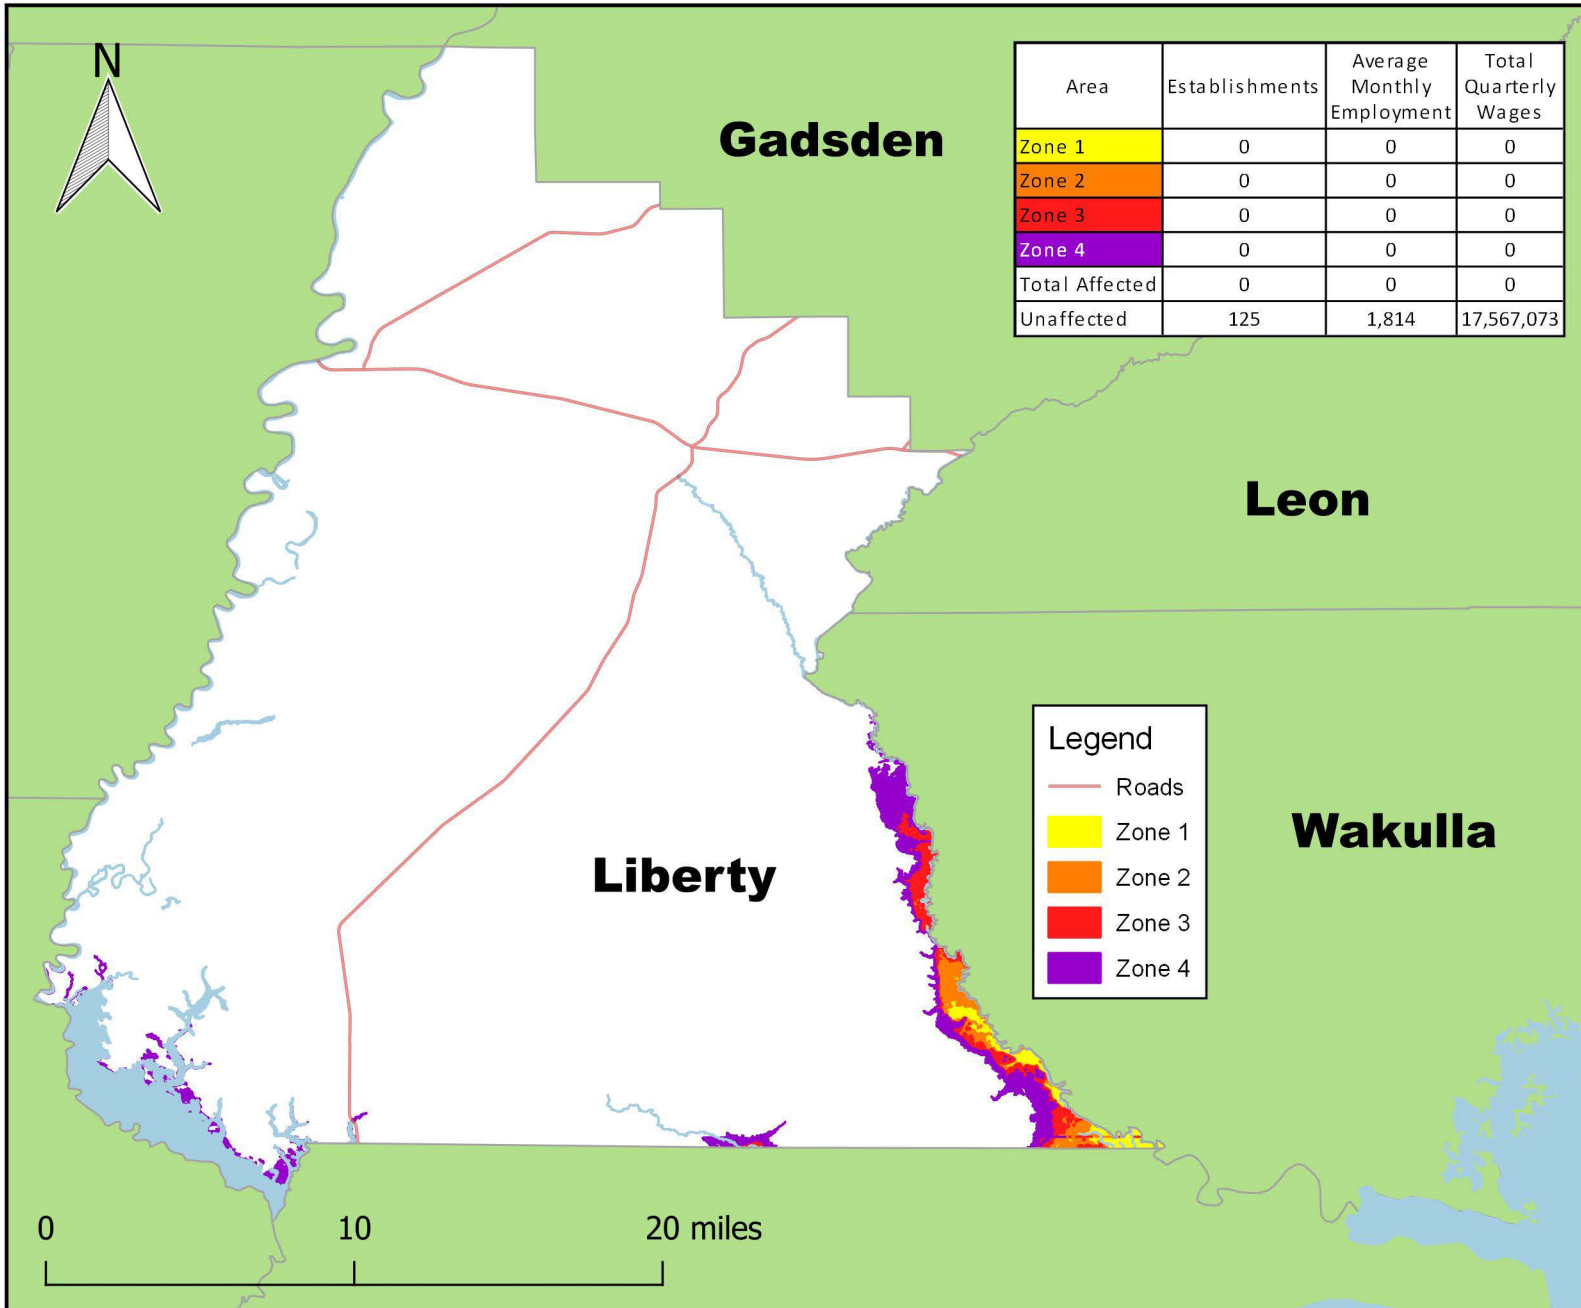 N
Gadsden
Area Establishments Average Monthly Employment Total Quarterly Wages
Zone 1 0 0 0
Zone 2 0 0 0
Zone 3 0 0 0
Zone 4 0 0 0
Total Affected 0 0 0
Unaffected 125 1,814 17,567,073
Leon
Legend
Roads
Zone 1
Zone 2
Zone 3
Zone 4
Wakulla
Liberty
0 10 20 miles